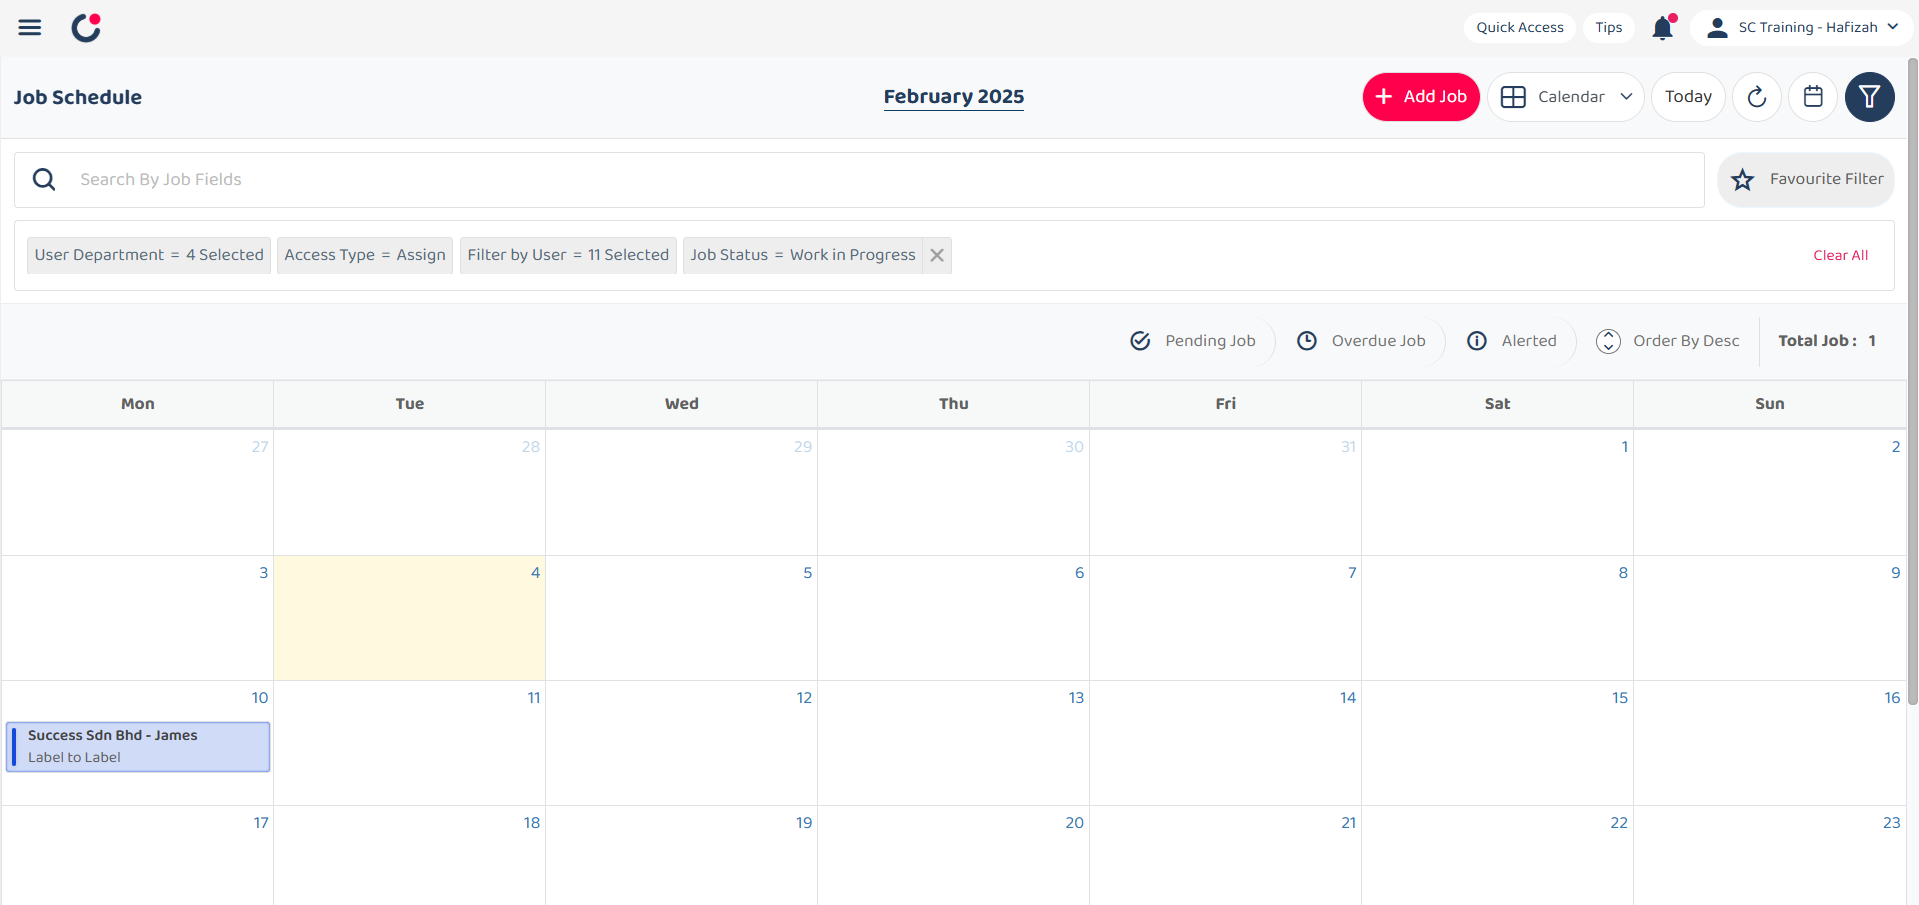 Quick Access
Tips
SC Training - Hafizah
Job Schedule
February 2025
+ Add Job
Calendar
Today
Search By Job Fields
Favourite Filter
User Department = 4 Selected
Access Type = Assign
Filter by User = 11 Selected
Job Status = Work in Progress
Clear All
Pending Job
Overdue Job
Alerted
Order By Desc
Total Job : 1
Mon Tue Wed Thu Fri Sat Sun
27 28 29 30 31 1 2
3 4 5 6 7 8 9
10 11 12 13 14 15 16
Success Sdn Bhd - James
Label to Label
17 18 19 20 21 22 23